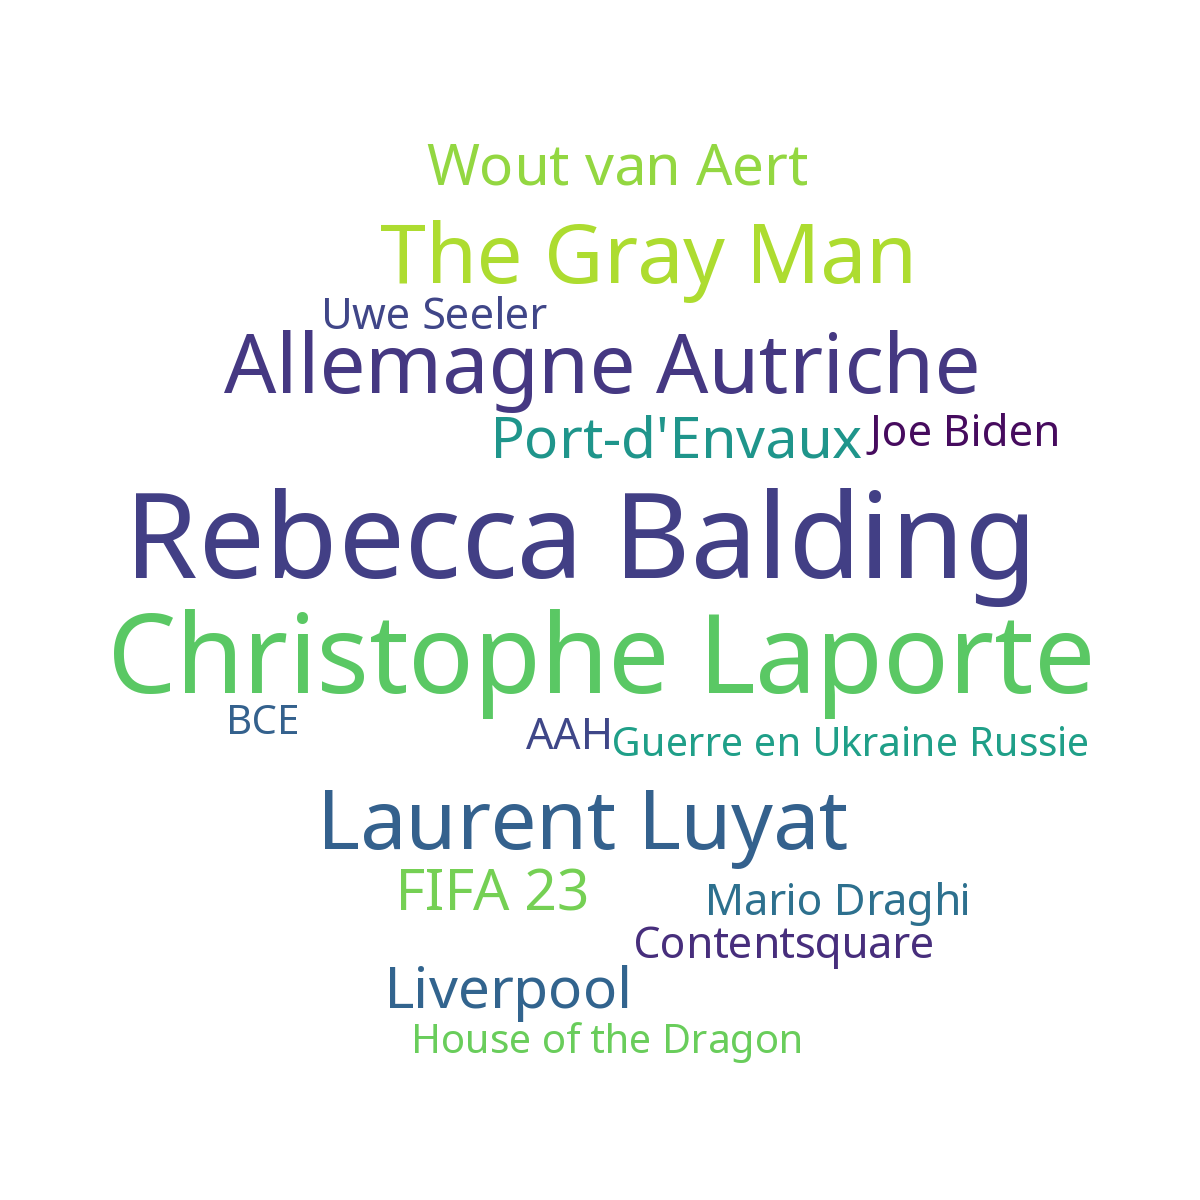 Wout van Aert
The Gray Man
Uwe Seeler
Allemagne Autriche
Port-d'Envaux
Joe Biden
Rebecca Balding
Christophe Laporte
BCE
AAH
Guerre en Ukraine Russie
Laurent Luyat
FIFA 23
Mario Draghi
Contentsquare
Liverpool
House of the Dragon